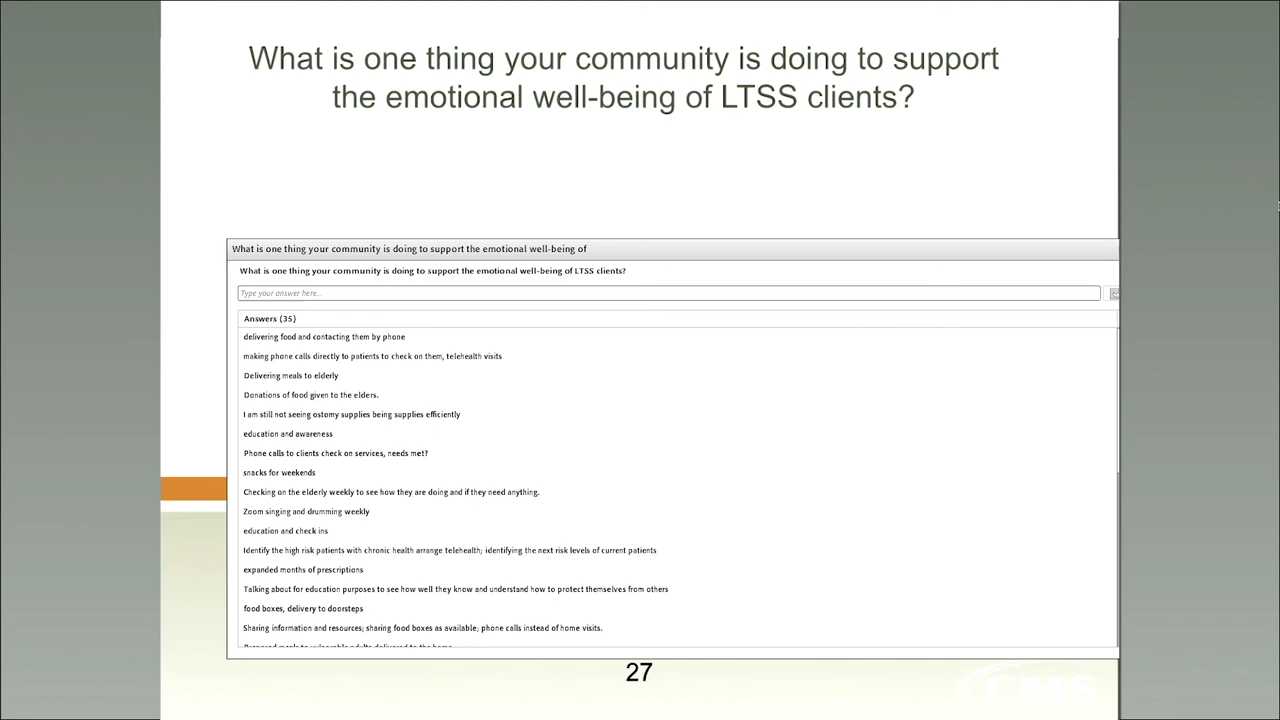 What is one thing your community is doing to support
the emotional well-being of LTSS clients?
What is one thing your community is doing to support the emotional well-being of
What is one thing your community is doing to support the emotional well-being of LTSS clients?
Type your answer here...
Answers (35)
delivering food and contacting them by phone
making phone calls directly to patients to check on them, telehealth visits
Delivering meals to elderly
Donations of food given to the elders.
I am still not seeing ostomy supplies being supplies efficiently
education and awareness
Phone calls to clients check on services, needs met?
snacks for weekends
Checking on the elderly weekly to see how they are doing and if they need anything.
Zoom singing and drumming weekly
education and check ins
Identify the high risk patients with chronic health arrange telehealth; identifying the next risk levels of current patients
expanded months of prescriptions
Talking about for education purposes to see how well they know and understand how to protect themselves from others
food boxes, delivery to doorsteps
Sharing information and resources; sharing food boxes as available; phone calls instead of home visits.
Prepared meals to vulnerable adults delivered to the home
27
CMS